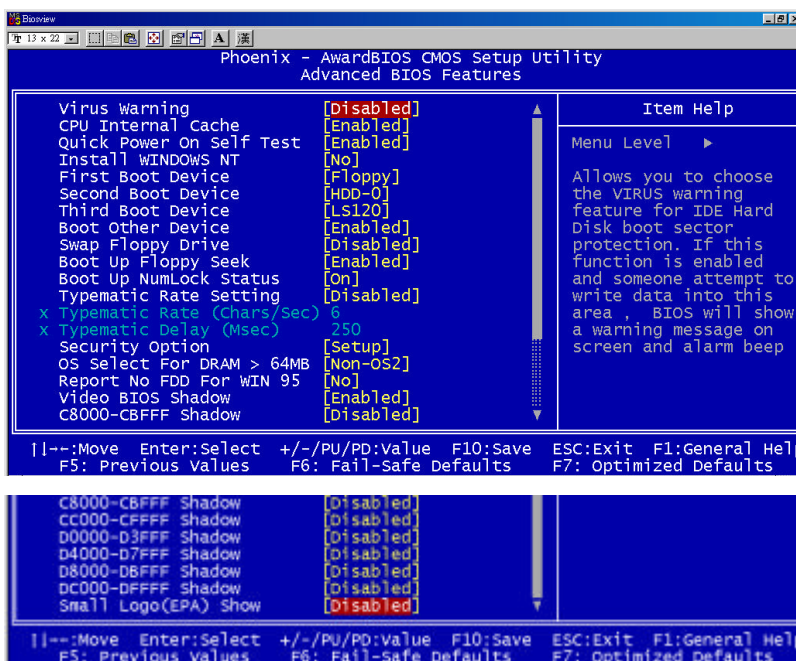 Biosview
Tr 13 x 22 A 漢
Phoenix - AwardBIOS CMOS Setup Utility
Advanced BIOS Features
Virus Warning [Disabled]
CPU Internal Cache [Enabled]
Quick Power On Self Test [Enabled]
Install WINDOWS NT [No]
First Boot Device [Floppy]
Second Boot Device [HDD-0]
Third Boot Device [LS120]
Boot Other Device [Enabled]
Swap Floppy Drive [Disabled]
Boot Up Floppy Seek [Enabled]
Boot Up NumLock Status [On]
Typematic Rate Setting [Disabled]
x Typematic Rate (Chars/Sec) 6
x Typematic Delay (Msec) 250
Security Option [Setup]
OS Select For DRAM > 64MB [Non-OS2]
Report No FDD For WIN 95 [No]
Video BIOS Shadow [Enabled]
C8000-CBFFF Shadow [Disabled]
Item Help
Menu Level ▶
Allows you to choose
the VIRUS warning
feature for IDE Hard
Disk boot sector
protection. If this
function is enabled
and someone attempt to
write data into this
area , BIOS will show
a warning message on
screen and alarm beep
↑↓→←:Move Enter:Select +/-/PU/PD:Value F10:Save ESC:Exit F1:General Help
F5: Previous Values F6: Fail-Safe Defaults F7: Optimized Defaults
C8000-CBFFF Shadow [Disabled]
CC000-CFFFF Shadow [Disabled]
D0000-D3FFF Shadow [Disabled]
D4000-D7FFF Shadow [Disabled]
D8000-DBFFF Shadow [Disabled]
DC000-DFFFF Shadow [Disabled]
Small Logo(EPA) Show [Disabled]
↑↓→←:Move Enter:Select +/-/PU/PD:Value F10:Save ESC:Exit F1:General Help
F5: Previous Values F6: Fail-Safe Defaults F7: Optimized Defaults